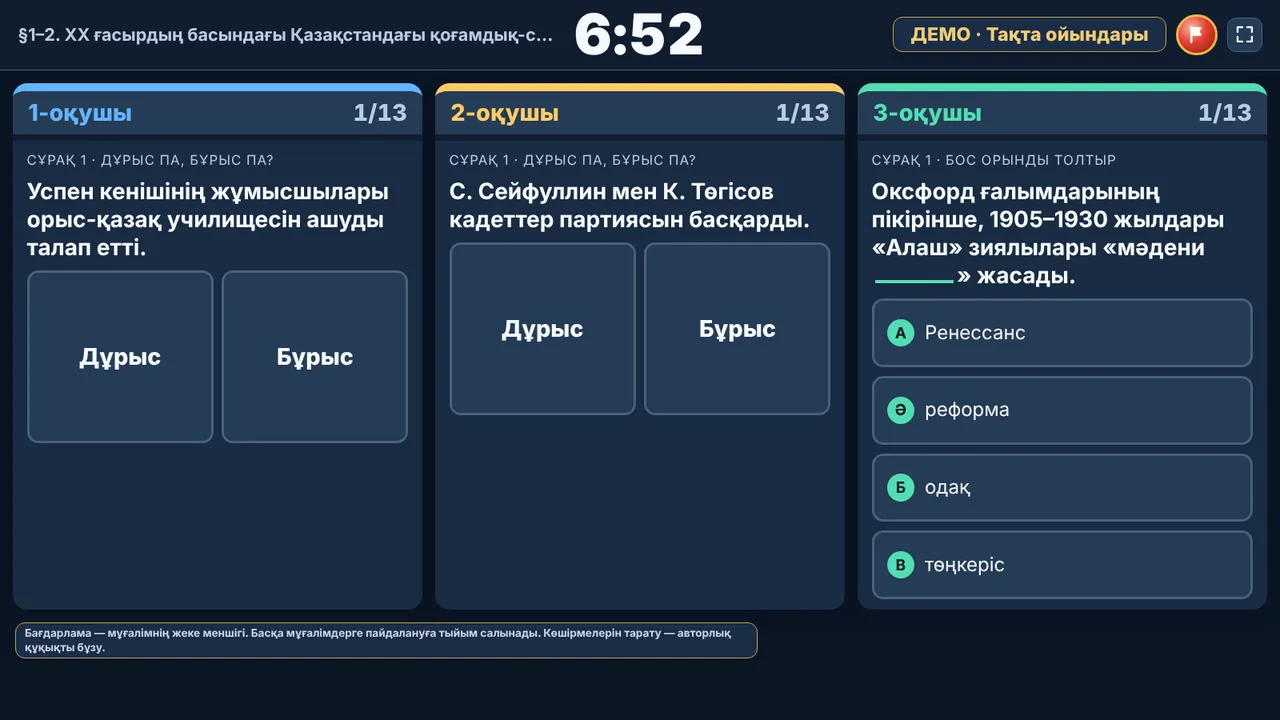 §1–2. XX ғасырдың басындағы Қазақстандағы қоғамдық-с...
6:52
ДЕМО · Тақта ойындары
1-оқушы
1/13
СҰРАҚ 1 · ДҰРЫС ПА, БҰРЫС ПА?
Успен кенішінің жұмысшылары
орыс-қазақ училищесін ашуды
талап етті.
Дұрыс
Бұрыс
2-оқушы
1/13
СҰРАҚ 1 · ДҰРЫС ПА, БҰРЫС ПА?
С. Сейфуллин мен К. Төгісов
кадеттер партиясын басқарды.
Дұрыс
Бұрыс
3-оқушы
1/13
СҰРАҚ 1 · БОС ОРЫНДЫ ТОЛТЫР
Оксфорд ғалымдарының
пікірінше, 1905–1930 жылдары
«Алаш» зиялылары «мәдени
______» жасады.
А Ренессанс
Ә реформа
Б одақ
В төңкеріс
Бағдарлама — мұғалімнің жеке меншігі. Басқа мұғалімдерге пайдалануға тыйым салынады. Көшірмелерін тарату — авторлық
құқықты бұзу.